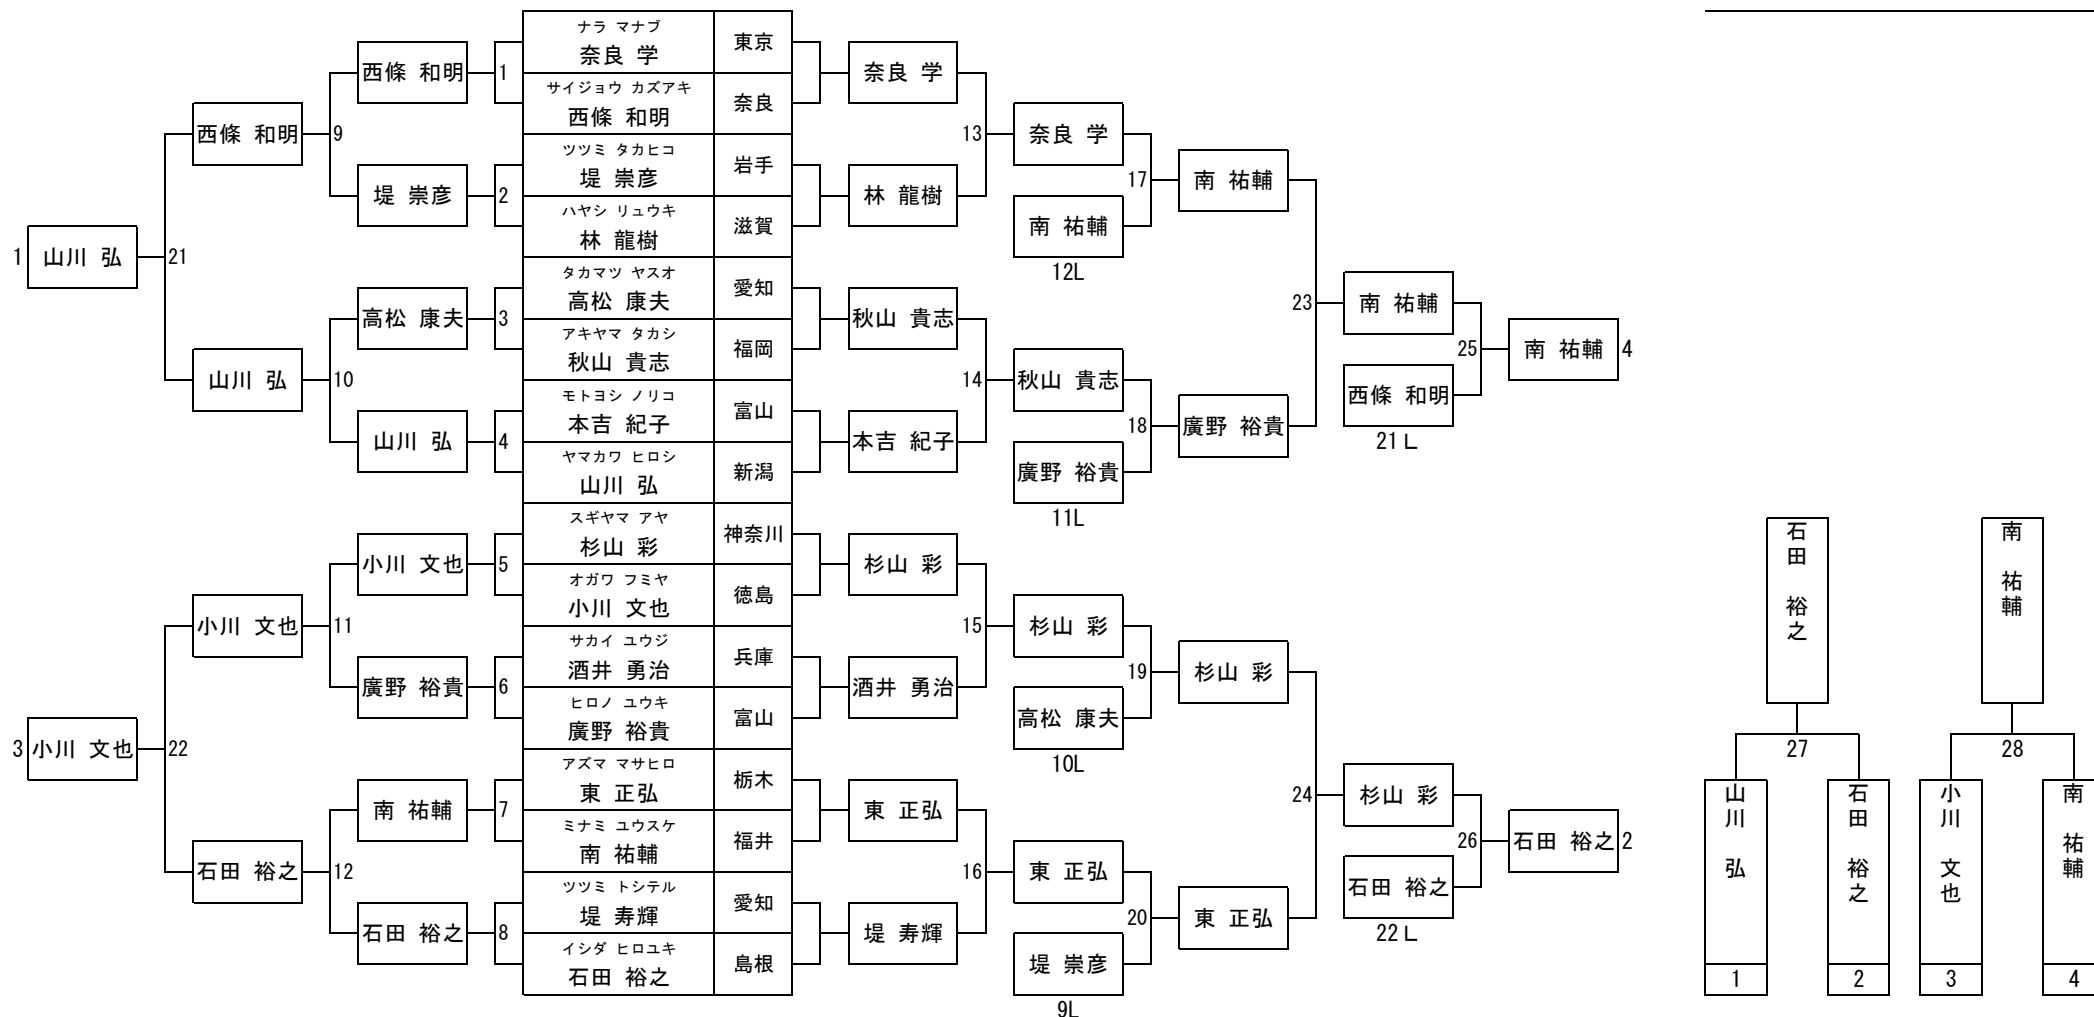 ナラ マナブ
奈良 学
東京
サイジョウ カズアキ
西條 和明
奈良
ツツミ タカヒコ
堤 崇彦
岩手
ハヤシ リュウキ
林 龍樹
滋賀
タカマツ ヤスオ
高松 康夫
愛知
アキヤマ タカシ
秋山 貴志
福岡
モトヨシ ノリコ
本吉 紀子
富山
ヤマカワ ヒロシ
山川 弘
新潟
スギヤマ アヤ
杉山 彩
神奈川
オガワ フミヤ
小川 文也
徳島
サカイ ユウジ
酒井 勇治
兵庫
ヒロノ ユウキ
廣野 裕貴
富山
アズマ マサヒロ
東 正弘
栃木
ミナミ ユウスケ
南 祐輔
福井
ツツミ トシテル
堤 寿輝
愛知
イシダ ヒロユキ
石田 裕之
島根
西條 和明
1
堤 崇彦
2
高松 康夫
3
山川 弘
4
小川 文也
5
廣野 裕貴
6
南 祐輔
7
石田 裕之
8
西條 和明
9
山川 弘
10
小川 文也
11
石田 裕之
12
1
山川 弘
21
3
小川 文也
22
奈良 学
林 龍樹
13
秋山 貴志
本吉 紀子
14
杉山 彩
酒井 勇治
15
東 正弘
堤 寿輝
16
奈良 学
17
南 祐輔
12L
秋山 貴志
18
廣野 裕貴
11L
杉山 彩
19
高松 康夫
10L
東 正弘
20
堤 崇彦
9L
南 祐輔
23
廣野 裕貴
杉山 彩
24
東 正弘
南 祐輔
25
西條 和明
21 L
杉山 彩
26
石田 裕之
22 L
南 祐輔
4
石田 裕之
2
石田 裕之
27
山川 弘
1
石田 裕之
2
南 祐輔
28
小川 文也
3
南 祐輔
4